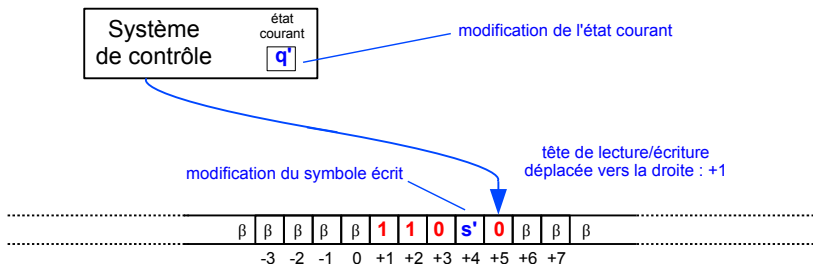 Système
de contrôle
état
courant
q'
modification de l'état courant
tête de lecture/écriture
déplacée vers la droite : +1
modification du symbole écrit
β β β β β 1 1 0 s' 0 β β β
-3 -2 -1 0 +1 +2 +3 +4 +5 +6 +7